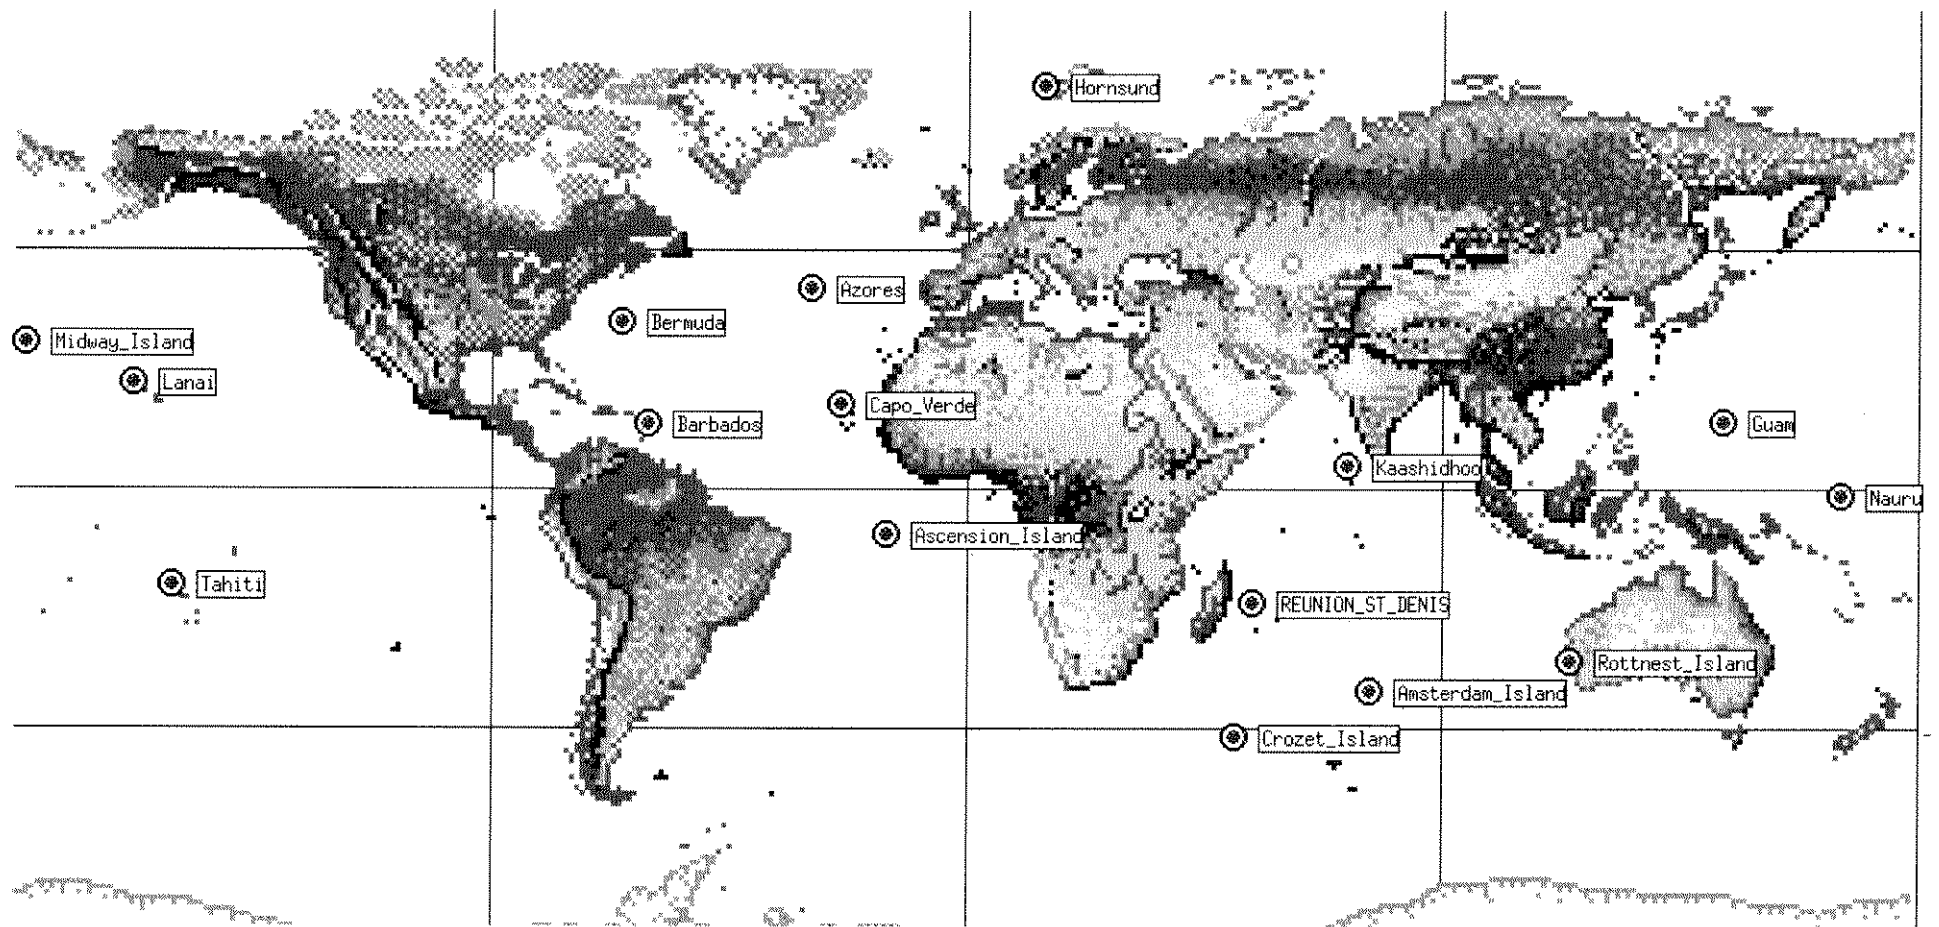 Hornsund
Azores
Bermuda
Midway_Island
Lanai
Capo_Verde
Barbados
Guam
Kaashidhoo
Nauru
Ascension_Island
Tahiti
REUNION_ST_DENIS
Rottnest_Island
Amsterdam_Island
Crozet_Island